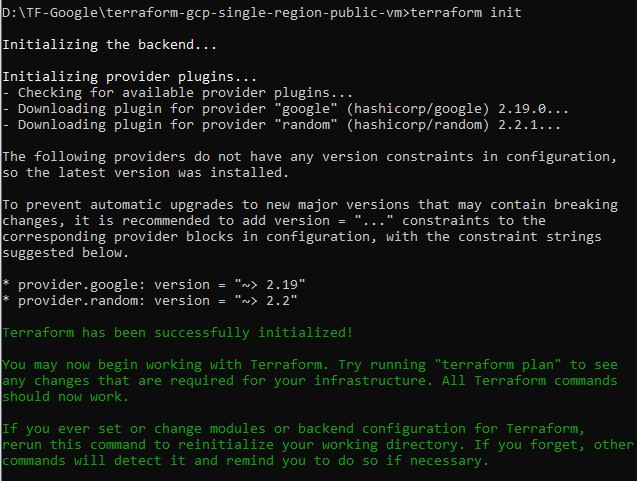 D:\TF-Google\terraform-gcp-single-region-public-vm>terraform init
Initializing the backend...
Initializing provider plugins...
- Checking for available provider plugins...
- Downloading plugin for provider "google" (hashicorp/google) 2.19.0...
- Downloading plugin for provider "random" (hashicorp/random) 2.2.1...
The following providers do not have any version constraints in configuration,
so the latest version was installed.
To prevent automatic upgrades to new major versions that may contain breaking
changes, it is recommended to add version = "..." constraints to the
corresponding provider blocks in configuration, with the constraint strings
suggested below.
* provider.google: version = "~> 2.19"
* provider.random: version = "~> 2.2"
Terraform has been successfully initialized!
You may now begin working with Terraform. Try running "terraform plan" to see
any changes that are required for your infrastructure. All Terraform commands
should now work.
If you ever set or change modules or backend configuration for Terraform,
rerun this command to reinitialize your working directory. If you forget, other
commands will detect it and remind you to do so if necessary.